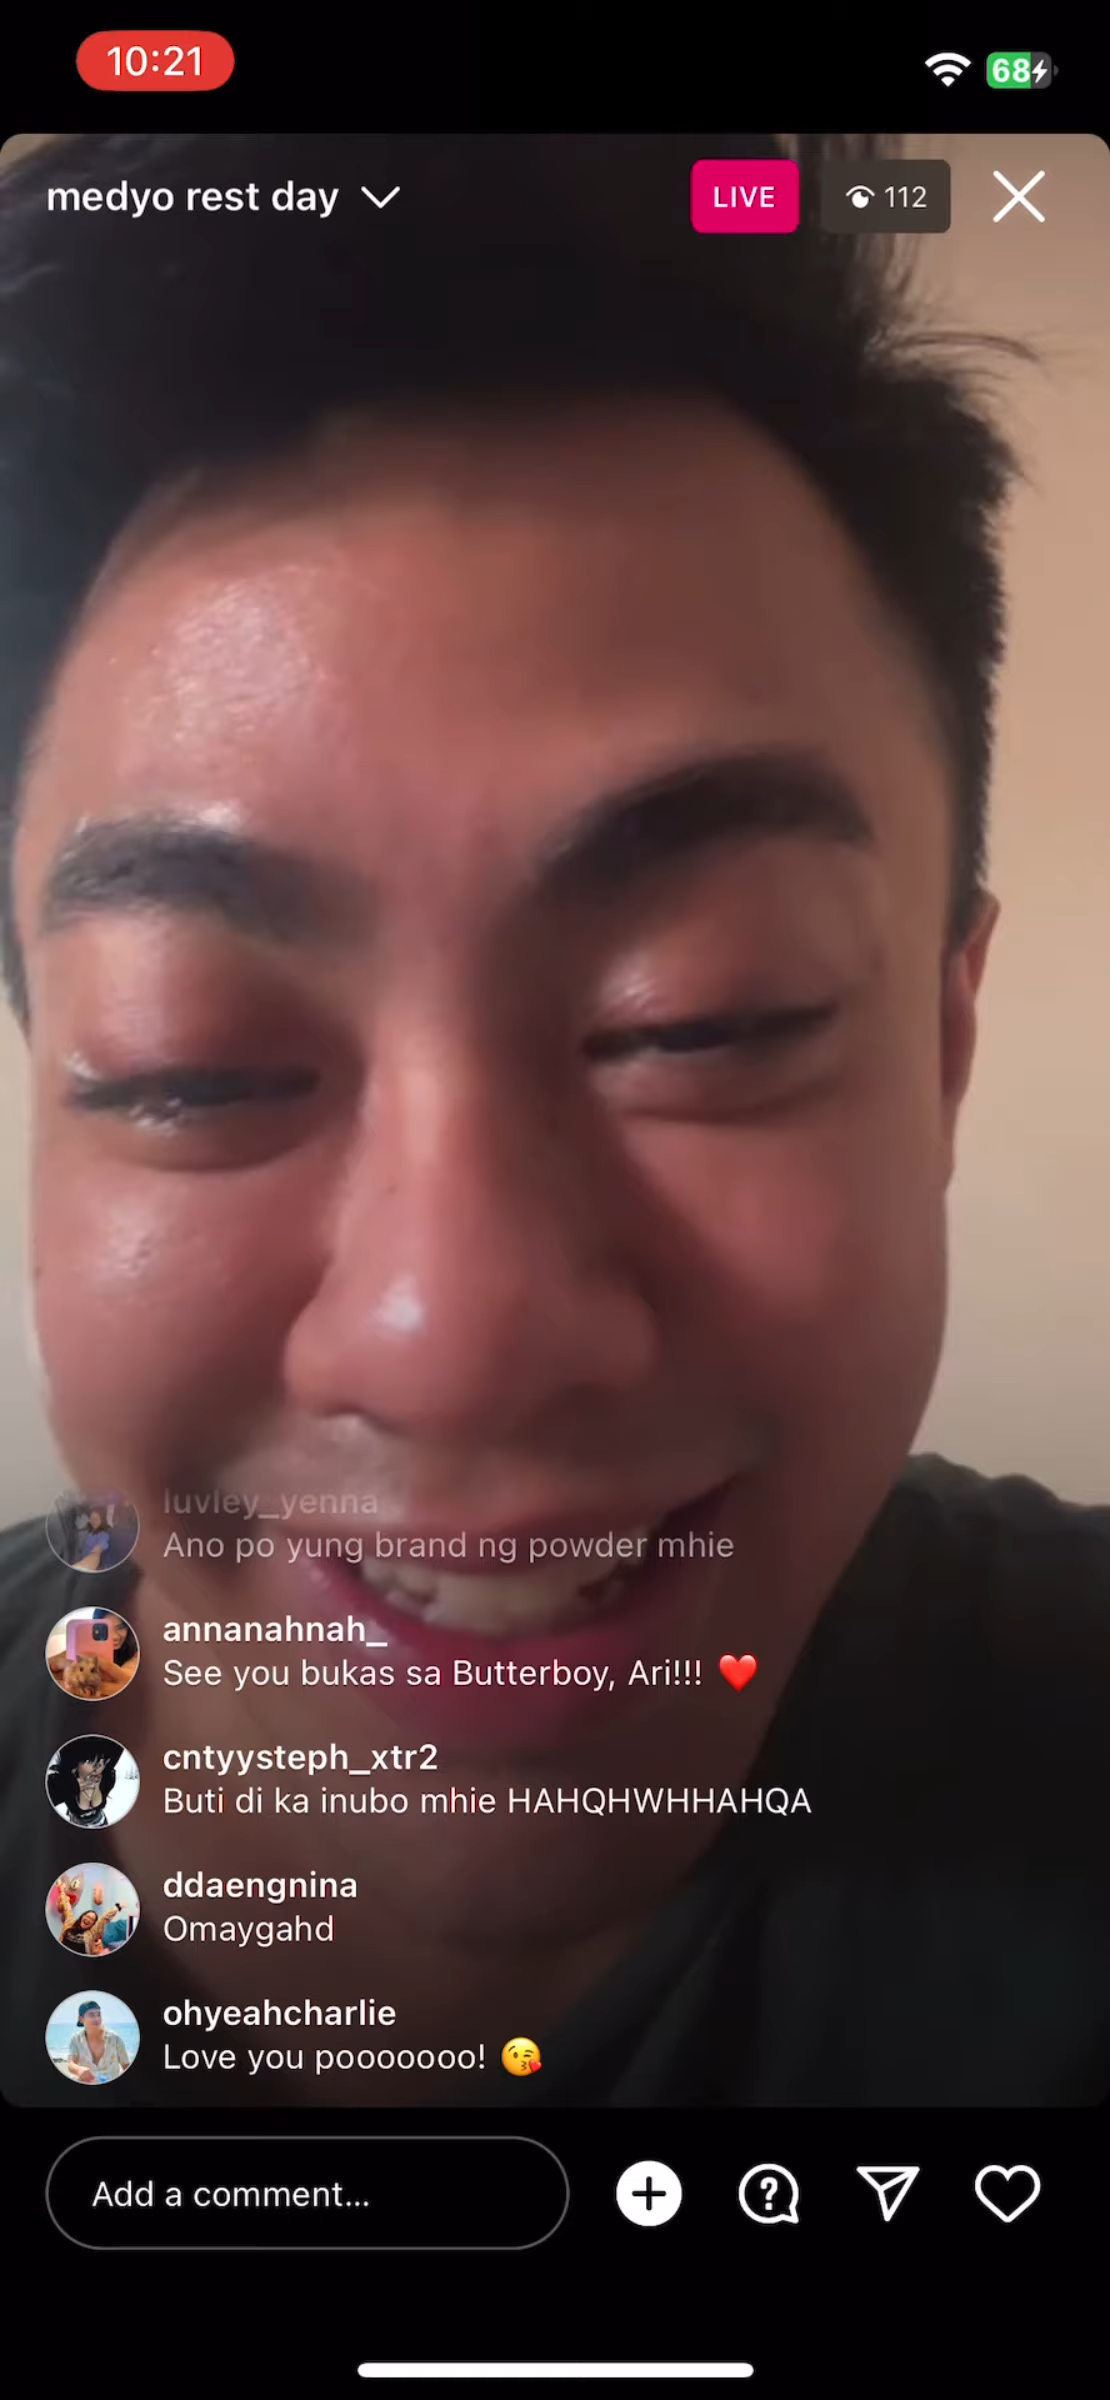 10:21
68
medyo rest day
LIVE
112
luvley_yenna
Ano po yung brand ng powder mhie
annanahnah_
See you bukas sa Butterboy, Ari!!! ❤️
cntyysteph_xtr2
Buti di ka inubo mhie HAHQHWHHAHQA
ddaengnina
Omaygahd
ohyeahcharlie
Love you pooooooo! 😘
Add a comment...